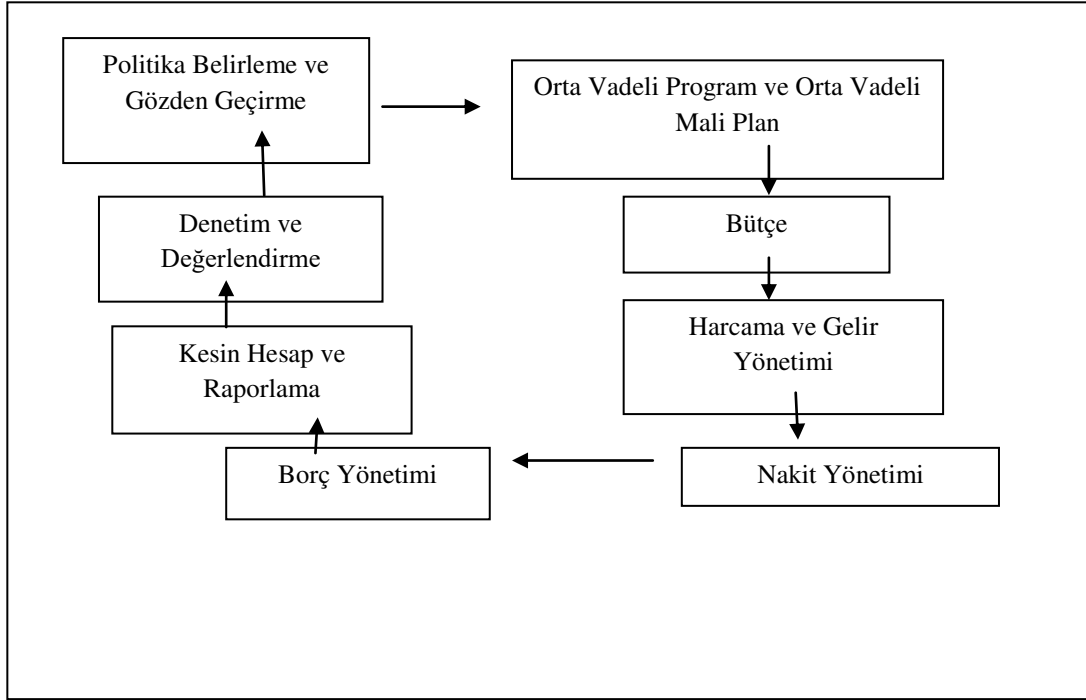 Politika Belirleme ve
Gözden Geçirme
Orta Vadeli Program ve Orta Vadeli
Mali Plan
Bütçe
Harcama ve Gelir
Yönetimi
Nakit Yönetimi
Borç Yönetimi
Kesin Hesap ve
Raporlama
Denetim ve
Değerlendirme